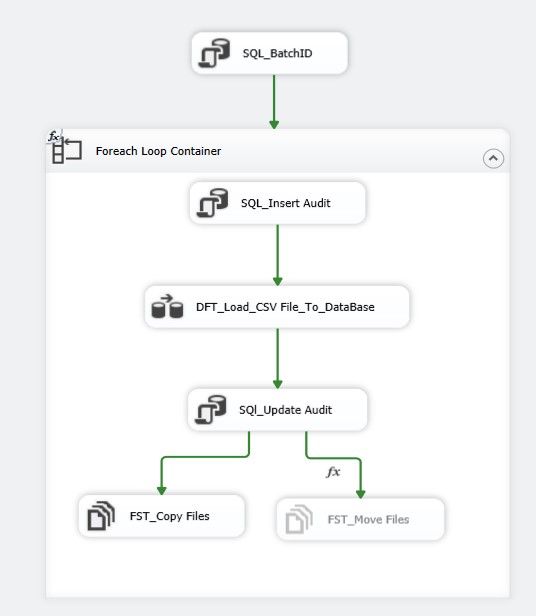 SQL_BatchID
fx
Foreach Loop Container
SQL_Insert Audit
DFT_Load_CSV File_To_DataBase
SQl_Update Audit
fx
FST_Copy Files
FST_Move Files